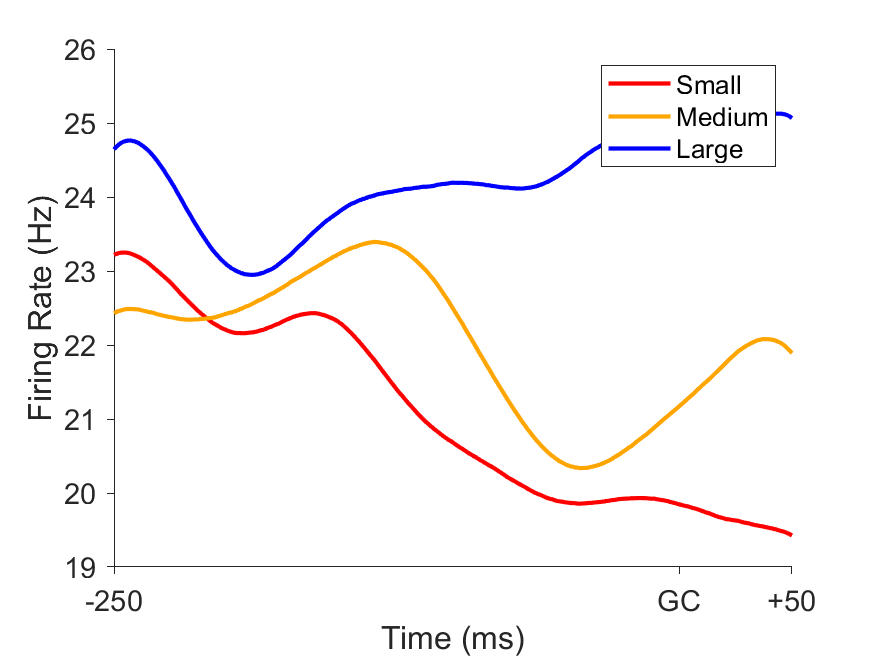 26
25
24
23
22
21
20
19
Firing Rate (Hz)
Small
Medium
Large
-250
GC
+50
Time (ms)